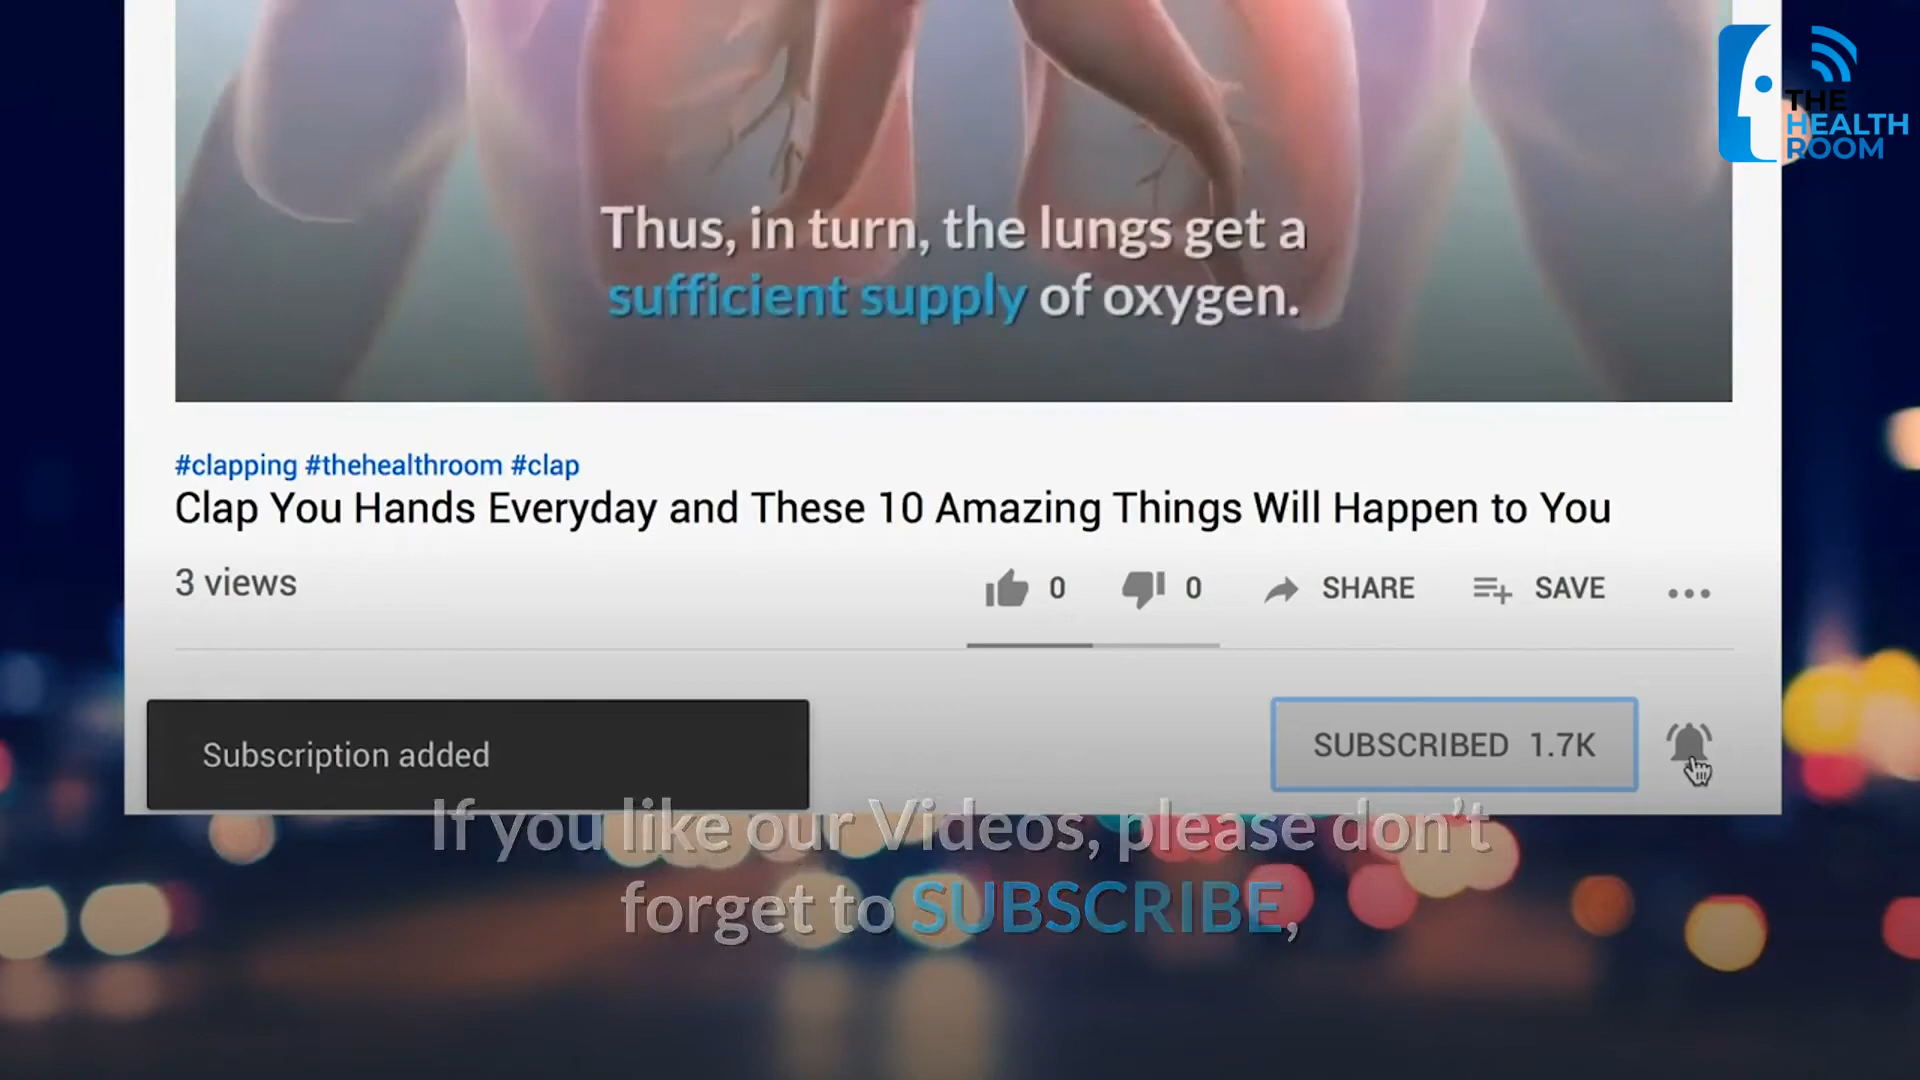 THE
HEALTH
ROOM
Thus, in turn, the lungs get a
sufficient supply of oxygen.
#clapping #thehealthroom #clap
Clap You Hands Everyday and These 10 Amazing Things Will Happen to You
3 views
0
0
SHARE
SAVE
Subscription added
SUBSCRIBED 1.7K
If you like our Videos, please don't
forget to SUBSCRIBE,